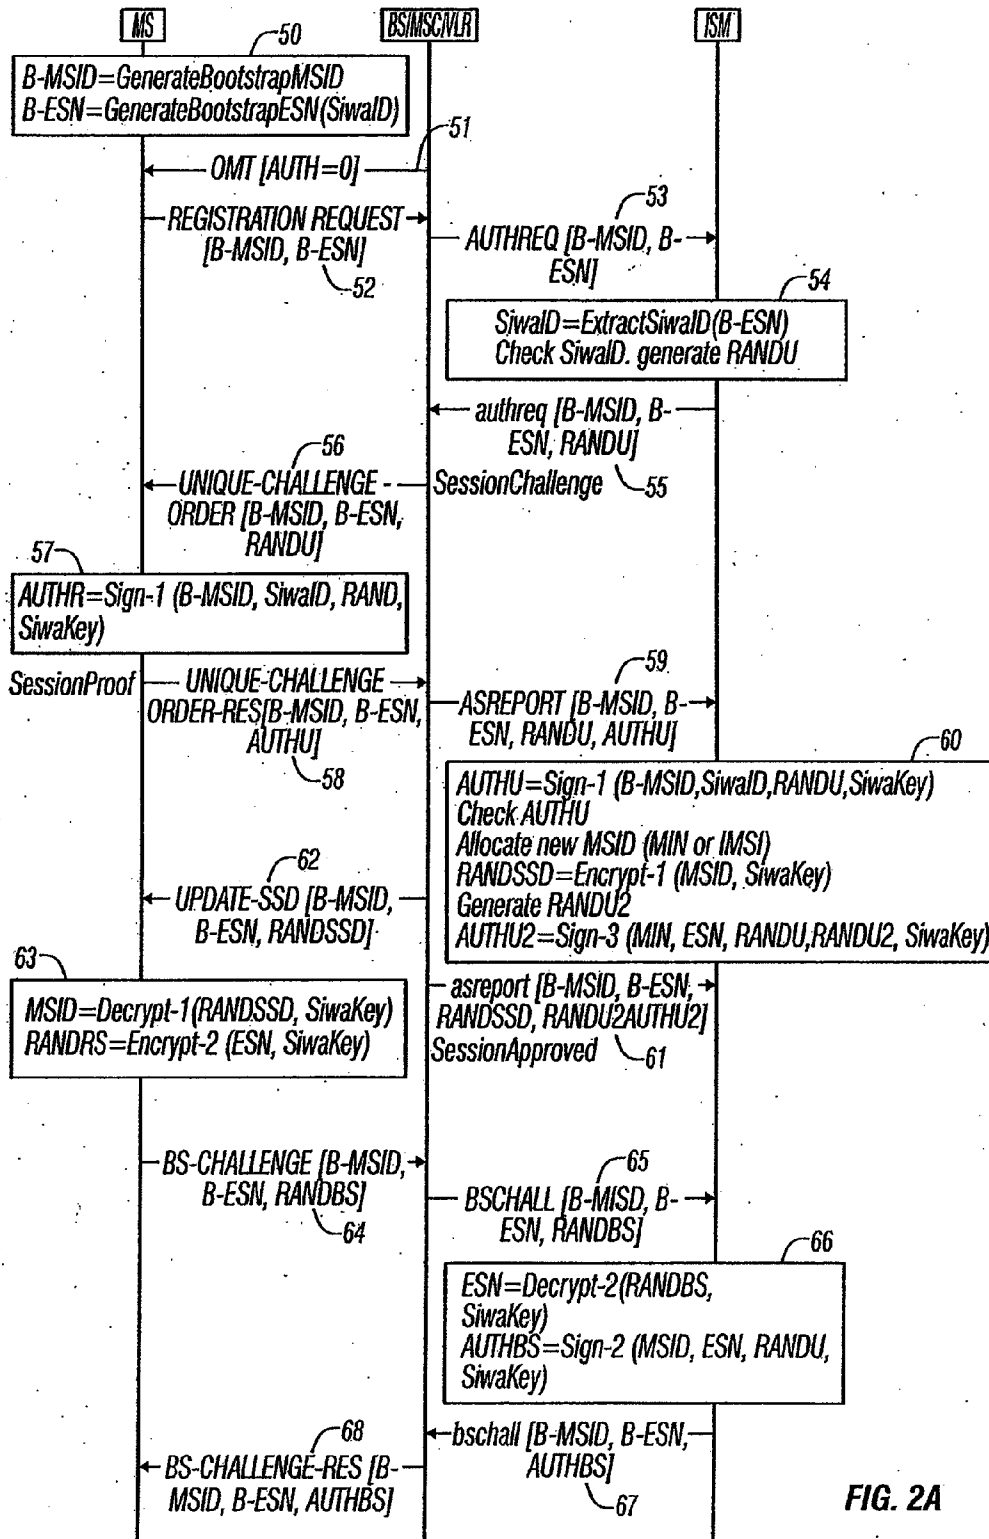 MS
BS/MSC/VLR
ISM
50
B-MSID=GenerateBootstrapMSID
B-ESN=GenerateBootstrapESN(SiwaID)
51
OMT [AUTH=0]
REGISTRATION REQUEST
[B-MSID, B-ESN]
52
53
AUTHREQ [B-MSID, B-
ESN]
54
SiwaID=ExtractSiwaID(B-ESN)
Check SiwaID. generate RANDU
authreq [B-MSID, B-
ESN, RANDU]
55
56
UNIQUE-CHALLENGE -
ORDER [B-MSID, B-ESN,
RANDU]
SessionChallenge
57
AUTHR=Sign-1 (B-MSID, SiwaID, RAND,
SiwaKey)
SessionProof
UNIQUE-CHALLENGE
ORDER-RES[B-MSID, B-ESN,
AUTHU]
58
59
ASREPORT [B-MSID, B-
ESN, RANDU, AUTHU]
60
AUTHU=Sign-1 (B-MSID,SiwaID,RANDU,SiwaKey)
Check AUTHU
Allocate new MSID (MIN or IMSI)
RANDSSD=Encrypt-1 (MSID, SiwaKey)
Generate RANDU2
AUTHU2=Sign-3 (MIN, ESN, RANDU,RANDU2, SiwaKey)
62
UPDATE-SSD [B-MSID,
B-ESN, RANDSSD]
63
MSID=Decrypt-1(RANDSSD, SiwaKey)
RANDRS=Encrypt-2 (ESN, SiwaKey)
asreport [B-MSID, B-ESN,
RANDSSD, RANDU2AUTHU2]
SessionApproved
61
BS-CHALLENGE [B-MSID,
B-ESN, RANDBS]
64
65
BSCHALL [B-MISD, B-
ESN, RANDBS]
66
ESN=Decrypt-2(RANDBS,
SiwaKey)
AUTHBS=Sign-2 (MSID, ESN, RANDU,
SiwaKey)
bschall [B-MSID, B-ESN,
AUTHBS]
67
68
BS-CHALLENGE-RES [B-
MSID, B-ESN, AUTHBS]
FIG. 2A